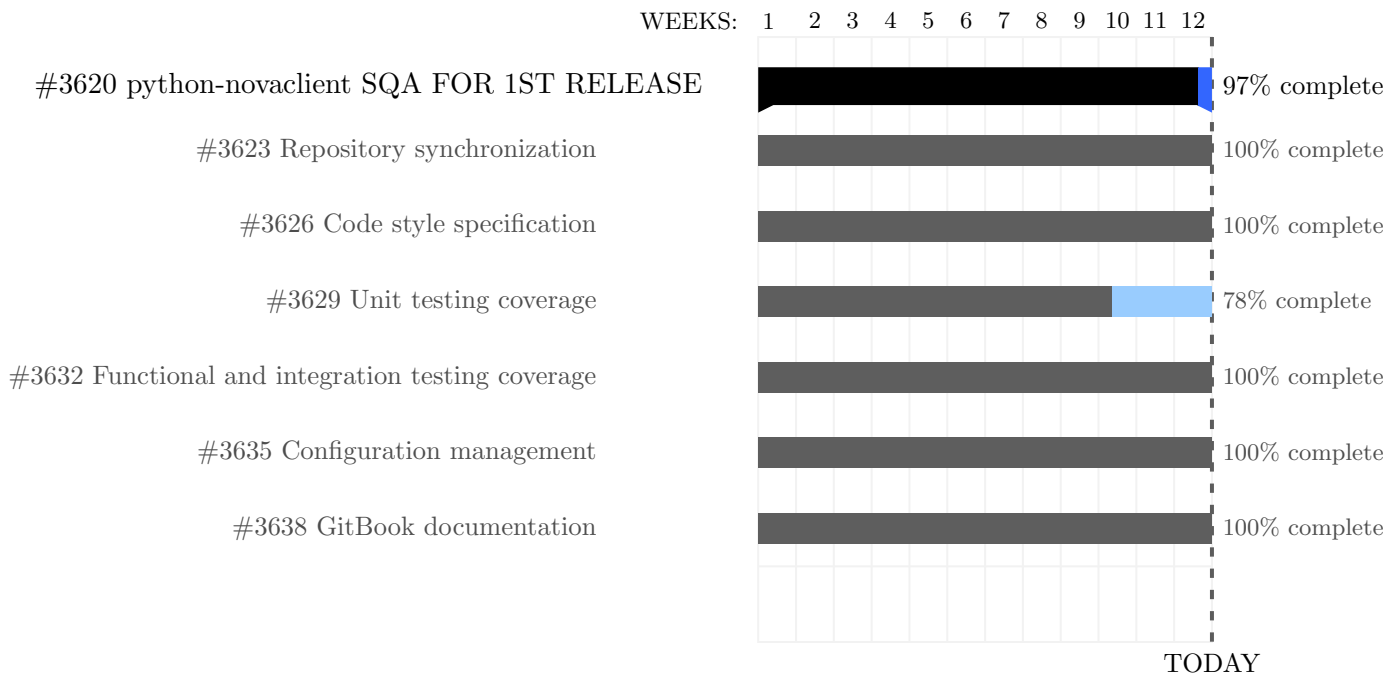 WEEKS: 1 2 3 4 5 6 7 8 9 10 11 12
#3620 python-novaclient SQA FOR 1ST RELEASE 97% complete
#3623 Repository synchronization 100% complete
#3626 Code style specification 100% complete
#3629 Unit testing coverage 78% complete
#3632 Functional and integration testing coverage 100% complete
#3635 Configuration management 100% complete
#3638 GitBook documentation 100% complete
TODAY